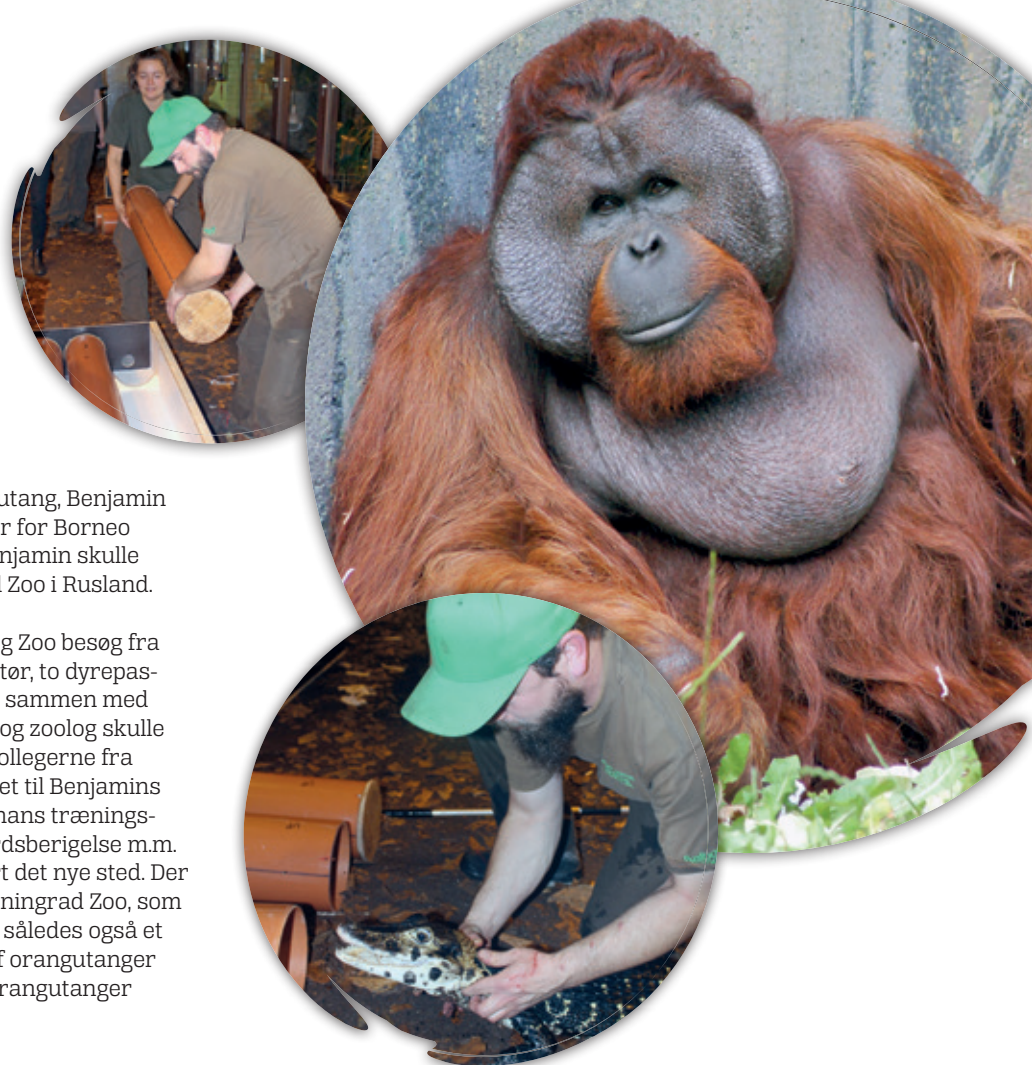 utang, Benjamin
r for Borneo
njamin skulle
l Zoo i Rusland.
g Zoo besøg fra
tør, to dyrepas-
sammen med
og zoolog skulle
ollegerne fra
et til Benjamins
hans trænings-
rdsberigelse m.m.
t det nye sted. Der
ningrad Zoo, som
således også et
f orangutanger
rangutanger